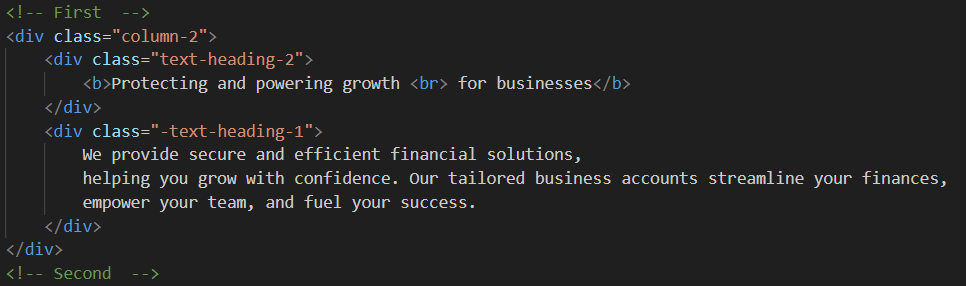 <!-- First  -->
<div class="column-2">
    <div class="text-heading-2">
        <b>Protecting and powering growth <br> for businesses</b>
    </div>
    <div class="-text-heading-1">
        We provide secure and efficient financial solutions,
        helping you grow with confidence. Our tailored business accounts streamline your finances,
        empower your team, and fuel your success.
    </div>
</div>
<!-- Second  -->